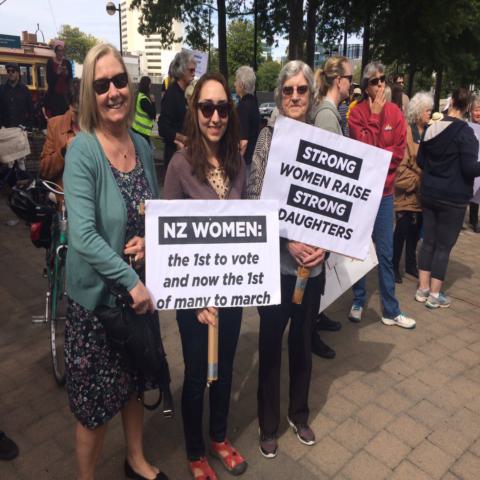 STRONG
WOMEN RAISE
STRONG
DAUGHTERS
NZ WOMEN:
the 1st to vote
and now the 1st
of many to march